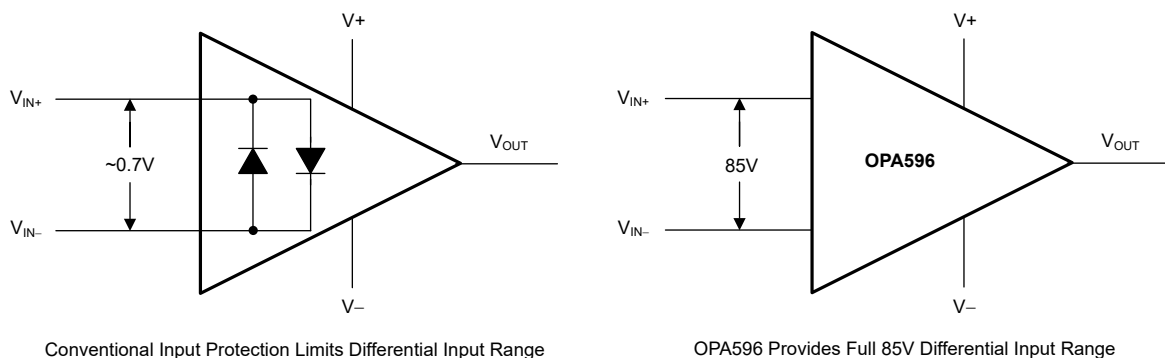 V+
V+
VIN+
VIN+
VOUT
VOUT
~0.7V
85V
OPA596
VIN–
VIN–
V–
V–
Conventional Input Protection Limits Differential Input Range
OPA596 Provides Full 85V Differential Input Range